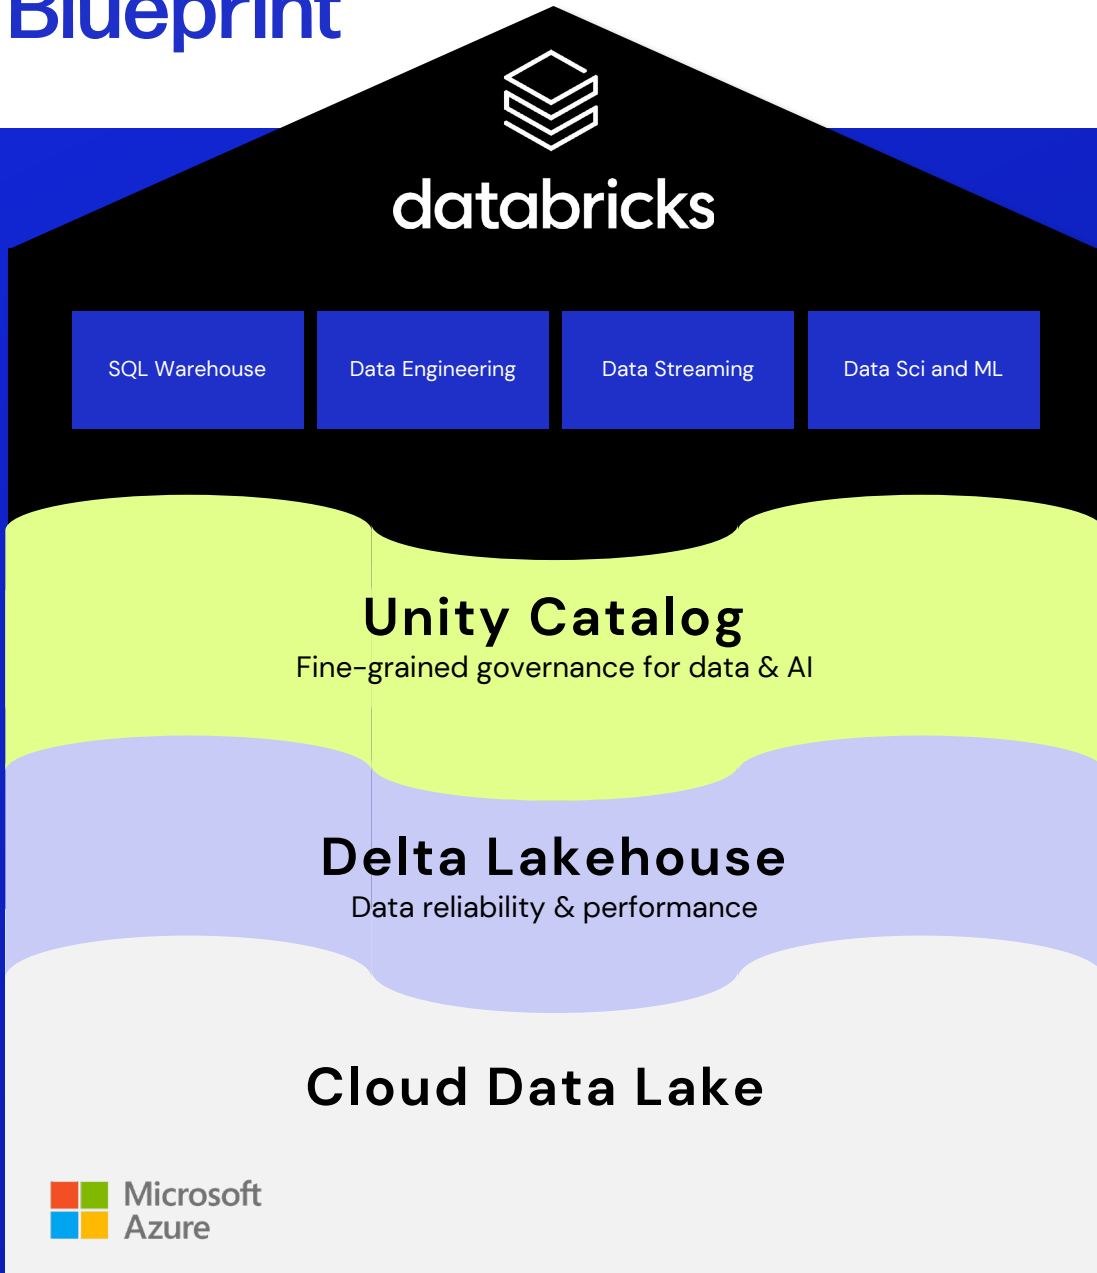 Blueprint
databricks
SQL Warehouse
Data Engineering
Data Streaming
Data Sci and ML
Unity Catalog
Fine-grained governance for data & AI
Delta Lakehouse
Data reliability & performance
Cloud Data Lake
Microsoft
Azure